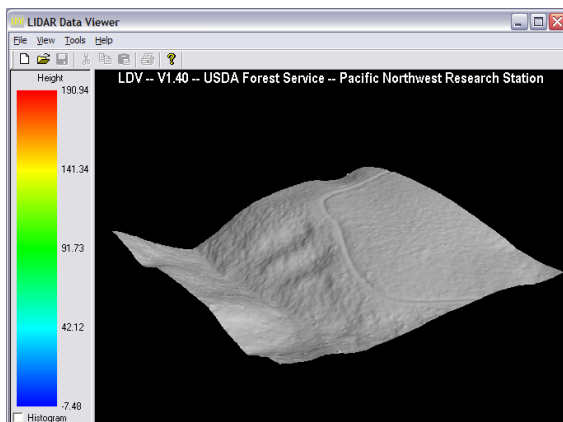 LIDAR Data Viewer
File View Tools Help
Height
190.94
141.34
91.73
42.12
-7.48
Histogram
LDV -- V1.40 -- USDA Forest Service -- Pacific Northwest Research Station